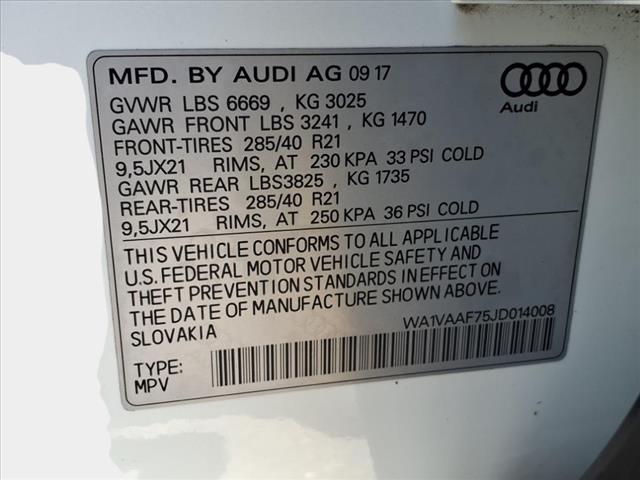 MFD. BY AUDI AG 09 17
Audi
GVWR LBS 6669 , KG 3025
GAWR FRONT LBS 3241 , KG 1470
FRONT-TIRES 285/40 R21
9,5JX21 RIMS, AT 230 KPA 33 PSI COLD
GAWR REAR LBS3825 , KG 1735
REAR-TIRES 285/40 R21
9,5JX21 RIMS, AT 250 KPA 36 PSI COLD
THIS VEHICLE CONFORMS TO ALL APPLICABLE
U.S. FEDERAL MOTOR VEHICLE SAFETY AND
THEFT PREVENTION STANDARDS IN EFFECT ON
THE DATE OF MANUFACTURE SHOWN ABOVE.
SLOVAKIA
WA1VAAF75JD014008
TYPE:
MPV